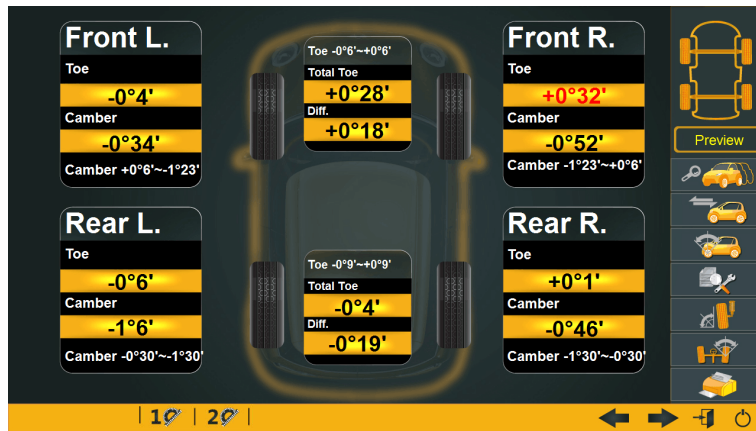 Front L.
Toe
-0°4'
Camber
-0°34'
Camber +0°6'~-1°23'
Toe -0°6'~+0°6'
Total Toe
+0°28'
Diff.
+0°18'
Front R.
Toe
+0°32'
Camber
-0°52'
Camber -1°23'~+0°6'
Preview
Rear L.
Toe
-0°6'
Camber
-1°6'
Camber -0°30'~-1°30'
Toe -0°9'~+0°9'
Total Toe
-0°4'
Diff.
-0°19'
Rear R.
Toe
+0°1'
Camber
-0°46'
Camber -1°30'~-0°30'
| 1 | 2 |